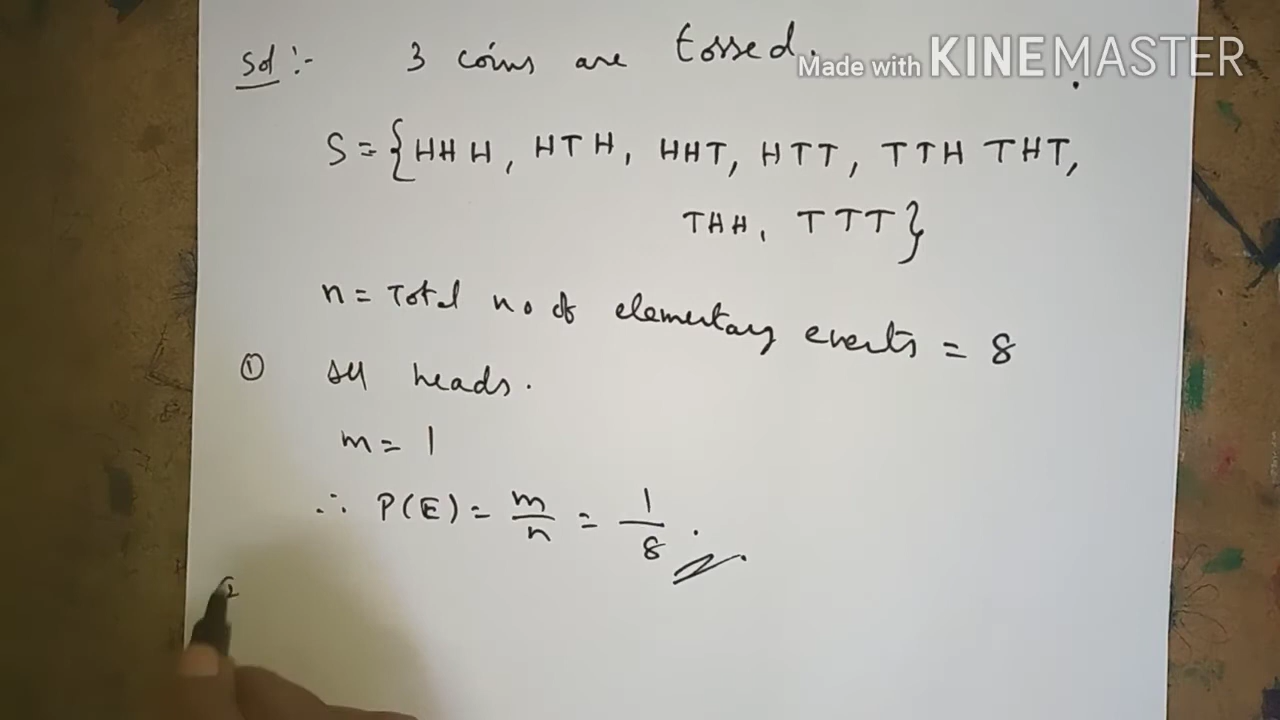 Sol :- 3 coins are tossed.
Made with KINEMASTER
S = { HHH, HTH, HHT, HTT, TTH THT,
THH, TTT }
n = Total no of elementary events = 8
① All heads.
m = 1
∴ P(E) = m/n = 1/8 .
2